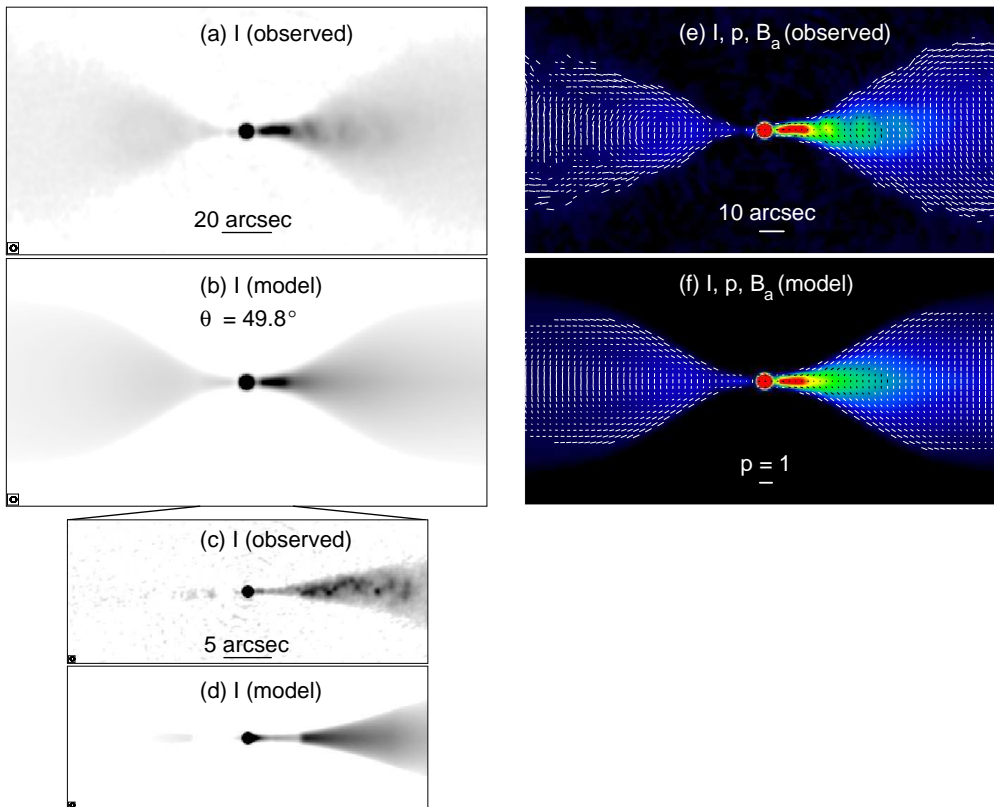 (a) I (observed)
20 arcsec
(b) I (model)
θ = 49.8°
(c) I (observed)
5 arcsec
(d) I (model)
(e) I, p, B_a (observed)
10 arcsec
(f) I, p, B_a (model)
p = 1